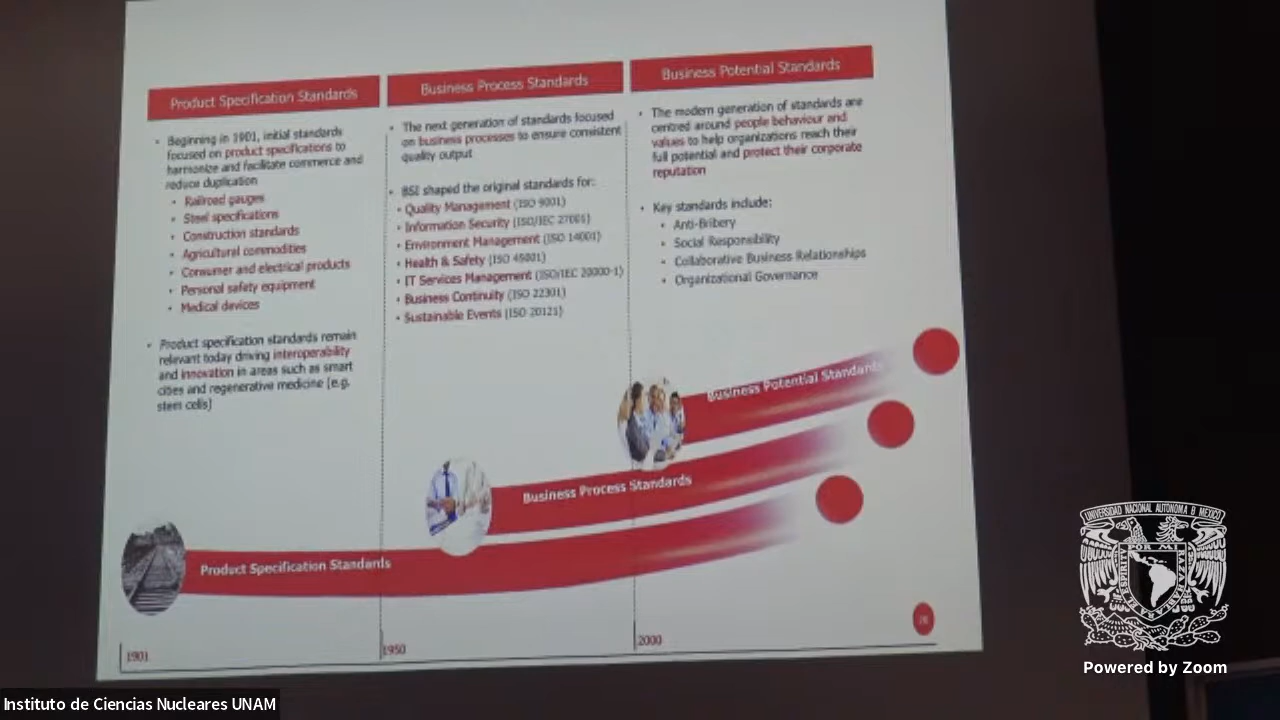 Product Specification Standards
Business Process Standards
Business Potential Standards
• Beginning in 1901, initial standards
focused on product specifications to
harmonize and facilitate commerce and
reduce duplication
• Railroad gauges
• Steel specifications
• Construction standards
• Agricultural commodities
• Consumer and electrical products
• Personal safety equipment
• Medical devices
• Product specification standards remain
relevant today driving interoperability
and innovation in areas such as smart
cities and regenerative medicine (e.g.
stem cells)
• The next generation of standards focused
on business processes to ensure consistent
quality output
• BSI shaped the original standards for:
• Quality Management (ISO 9001)
• Information Security (ISO/IEC 27001)
• Environment Management (ISO 14001)
• Health & Safety (ISO 45001)
• IT Services Management (ISO/IEC 20000-1)
• Business Continuity (ISO 22301)
• Sustainable Events (ISO 20121)
• The modern generation of standards are
centred around people behaviour and
values to help organizations reach their
full potential and protect their corporate
reputation
• Key standards include:
• Anti-Bribery
• Social Responsibility
• Collaborative Business Relationships
• Organizational Governance
Business Potential Standards
Business Process Standards
Product Specification Standards
1901
1950
2000
UNIVERSIDAD NACIONAL AUTONOMA
MEXICO
POR MI RAZA
EL ESPIRITU
Powered by Zoom
Instituto de Ciencias Nucleares UNAM